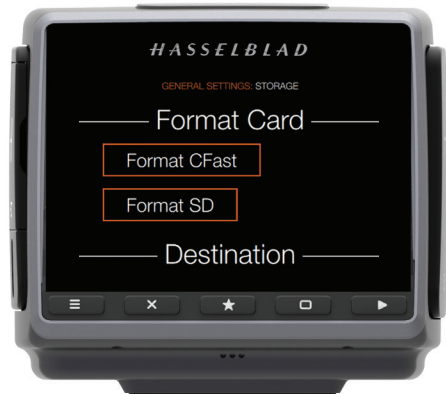 HASSELBLAD
GENERAL SETTINGS: STORAGE
Format Card
Format CFast
Format SD
Destination